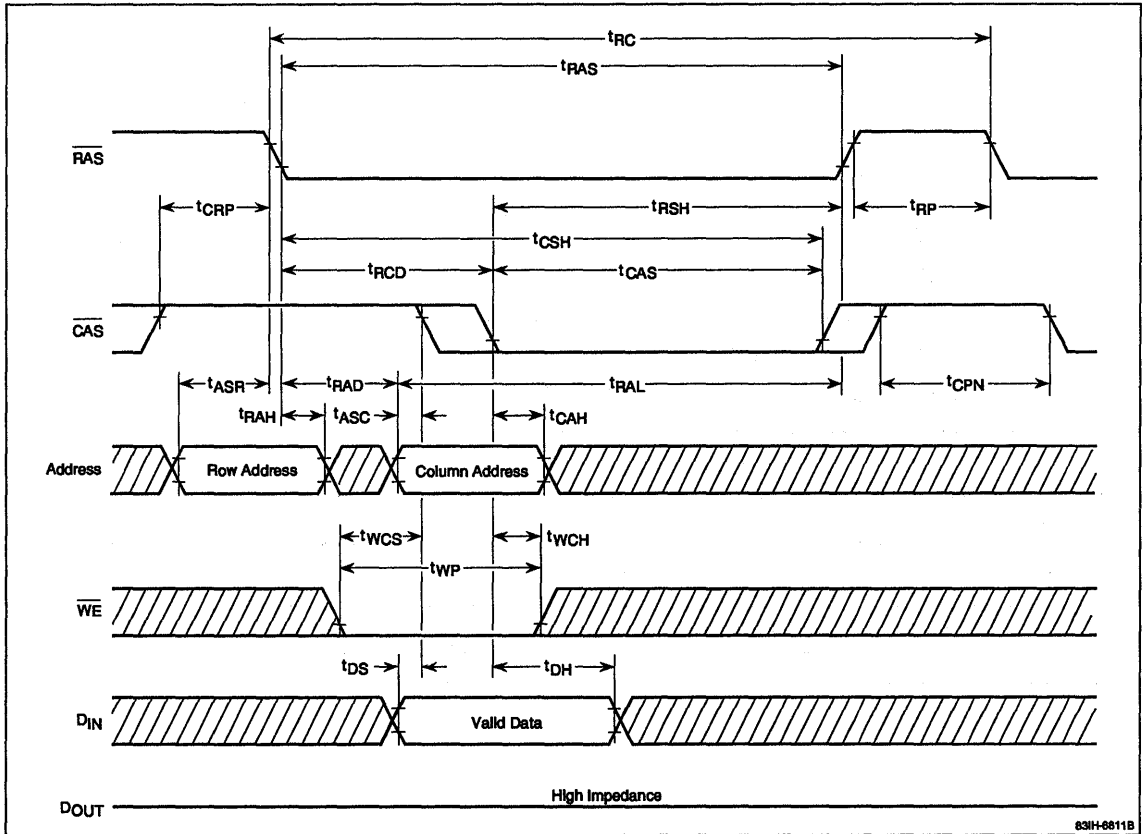 tRC
tRAS
RAS
tCRP
tRSH
tRP
tCSH
tRCD
tCAS
CAS
tASR
tRAD
tRAL
tCPN
tRAH
tASC
tCAH
Address
Row Address
Column Address
tWCS
tWCH
tWP
WE
tDS
tDH
DIN
Valid Data
High Impedance
DOUT
83IH-6611B